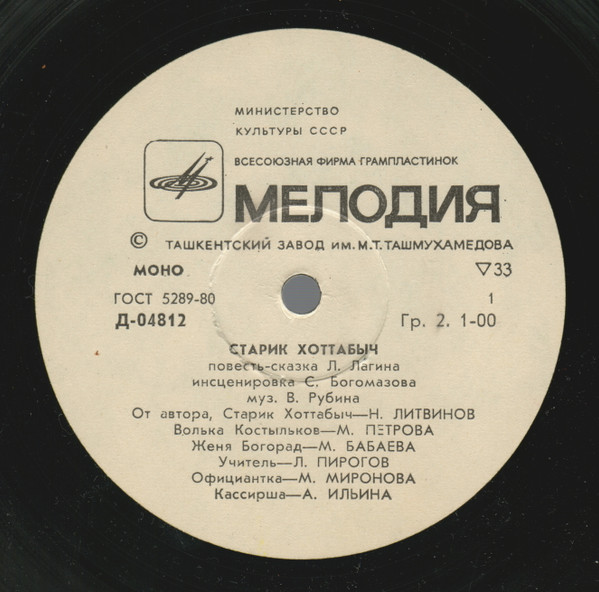 МИНИСТЕРСТВО
КУЛЬТУРЫ СССР
ВСЕСОЮЗНАЯ ФИРМА ГРАМПЛАСТИНОК
МЕЛОДИЯ
© ТАШКЕНТСКИЙ ЗАВОД ИМ. М.Т. ТАШМУХАМЕДОВА
МОНО ▽33
ГОСТ 5289-80 1
Д-04812 Гр. 2. 1-00
СТАРИК ХОТТАБЫЧ
повесть-сказка Л. Лагина
инсценировка С. Богомазова
муз. В. Рубина
От автора, Старик Хоттабыч—Н. ЛИТВИНОВ
Волька Костыльков—М. ПЕТРОВА
Женя Богорад—М. БАБАЕВА
Учитель—Л. ПИРОГОВ
Официантка—М. МИРОНОВА
Кассирша—А. ИЛЬИНА